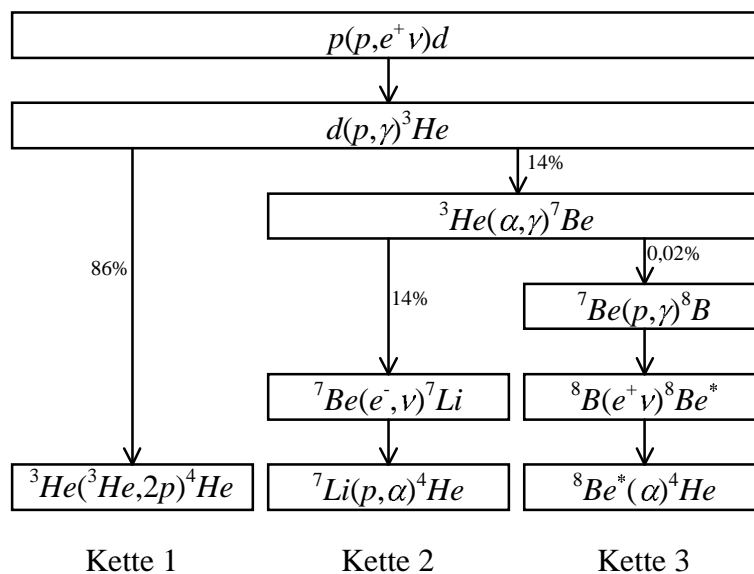 p(p,e⁺ν)d
d(p,γ)³He
14%
³He(α,γ)⁷Be
86%
14%
0,02%
⁷Be(p,γ)⁸B
⁷Be(e⁻,ν)⁷Li
⁸B(e⁺ν)⁸Be*
³He(³He,2p)⁴He
⁷Li(p,α)⁴He
⁸Be*(α)⁴He
Kette 1
Kette 2
Kette 3